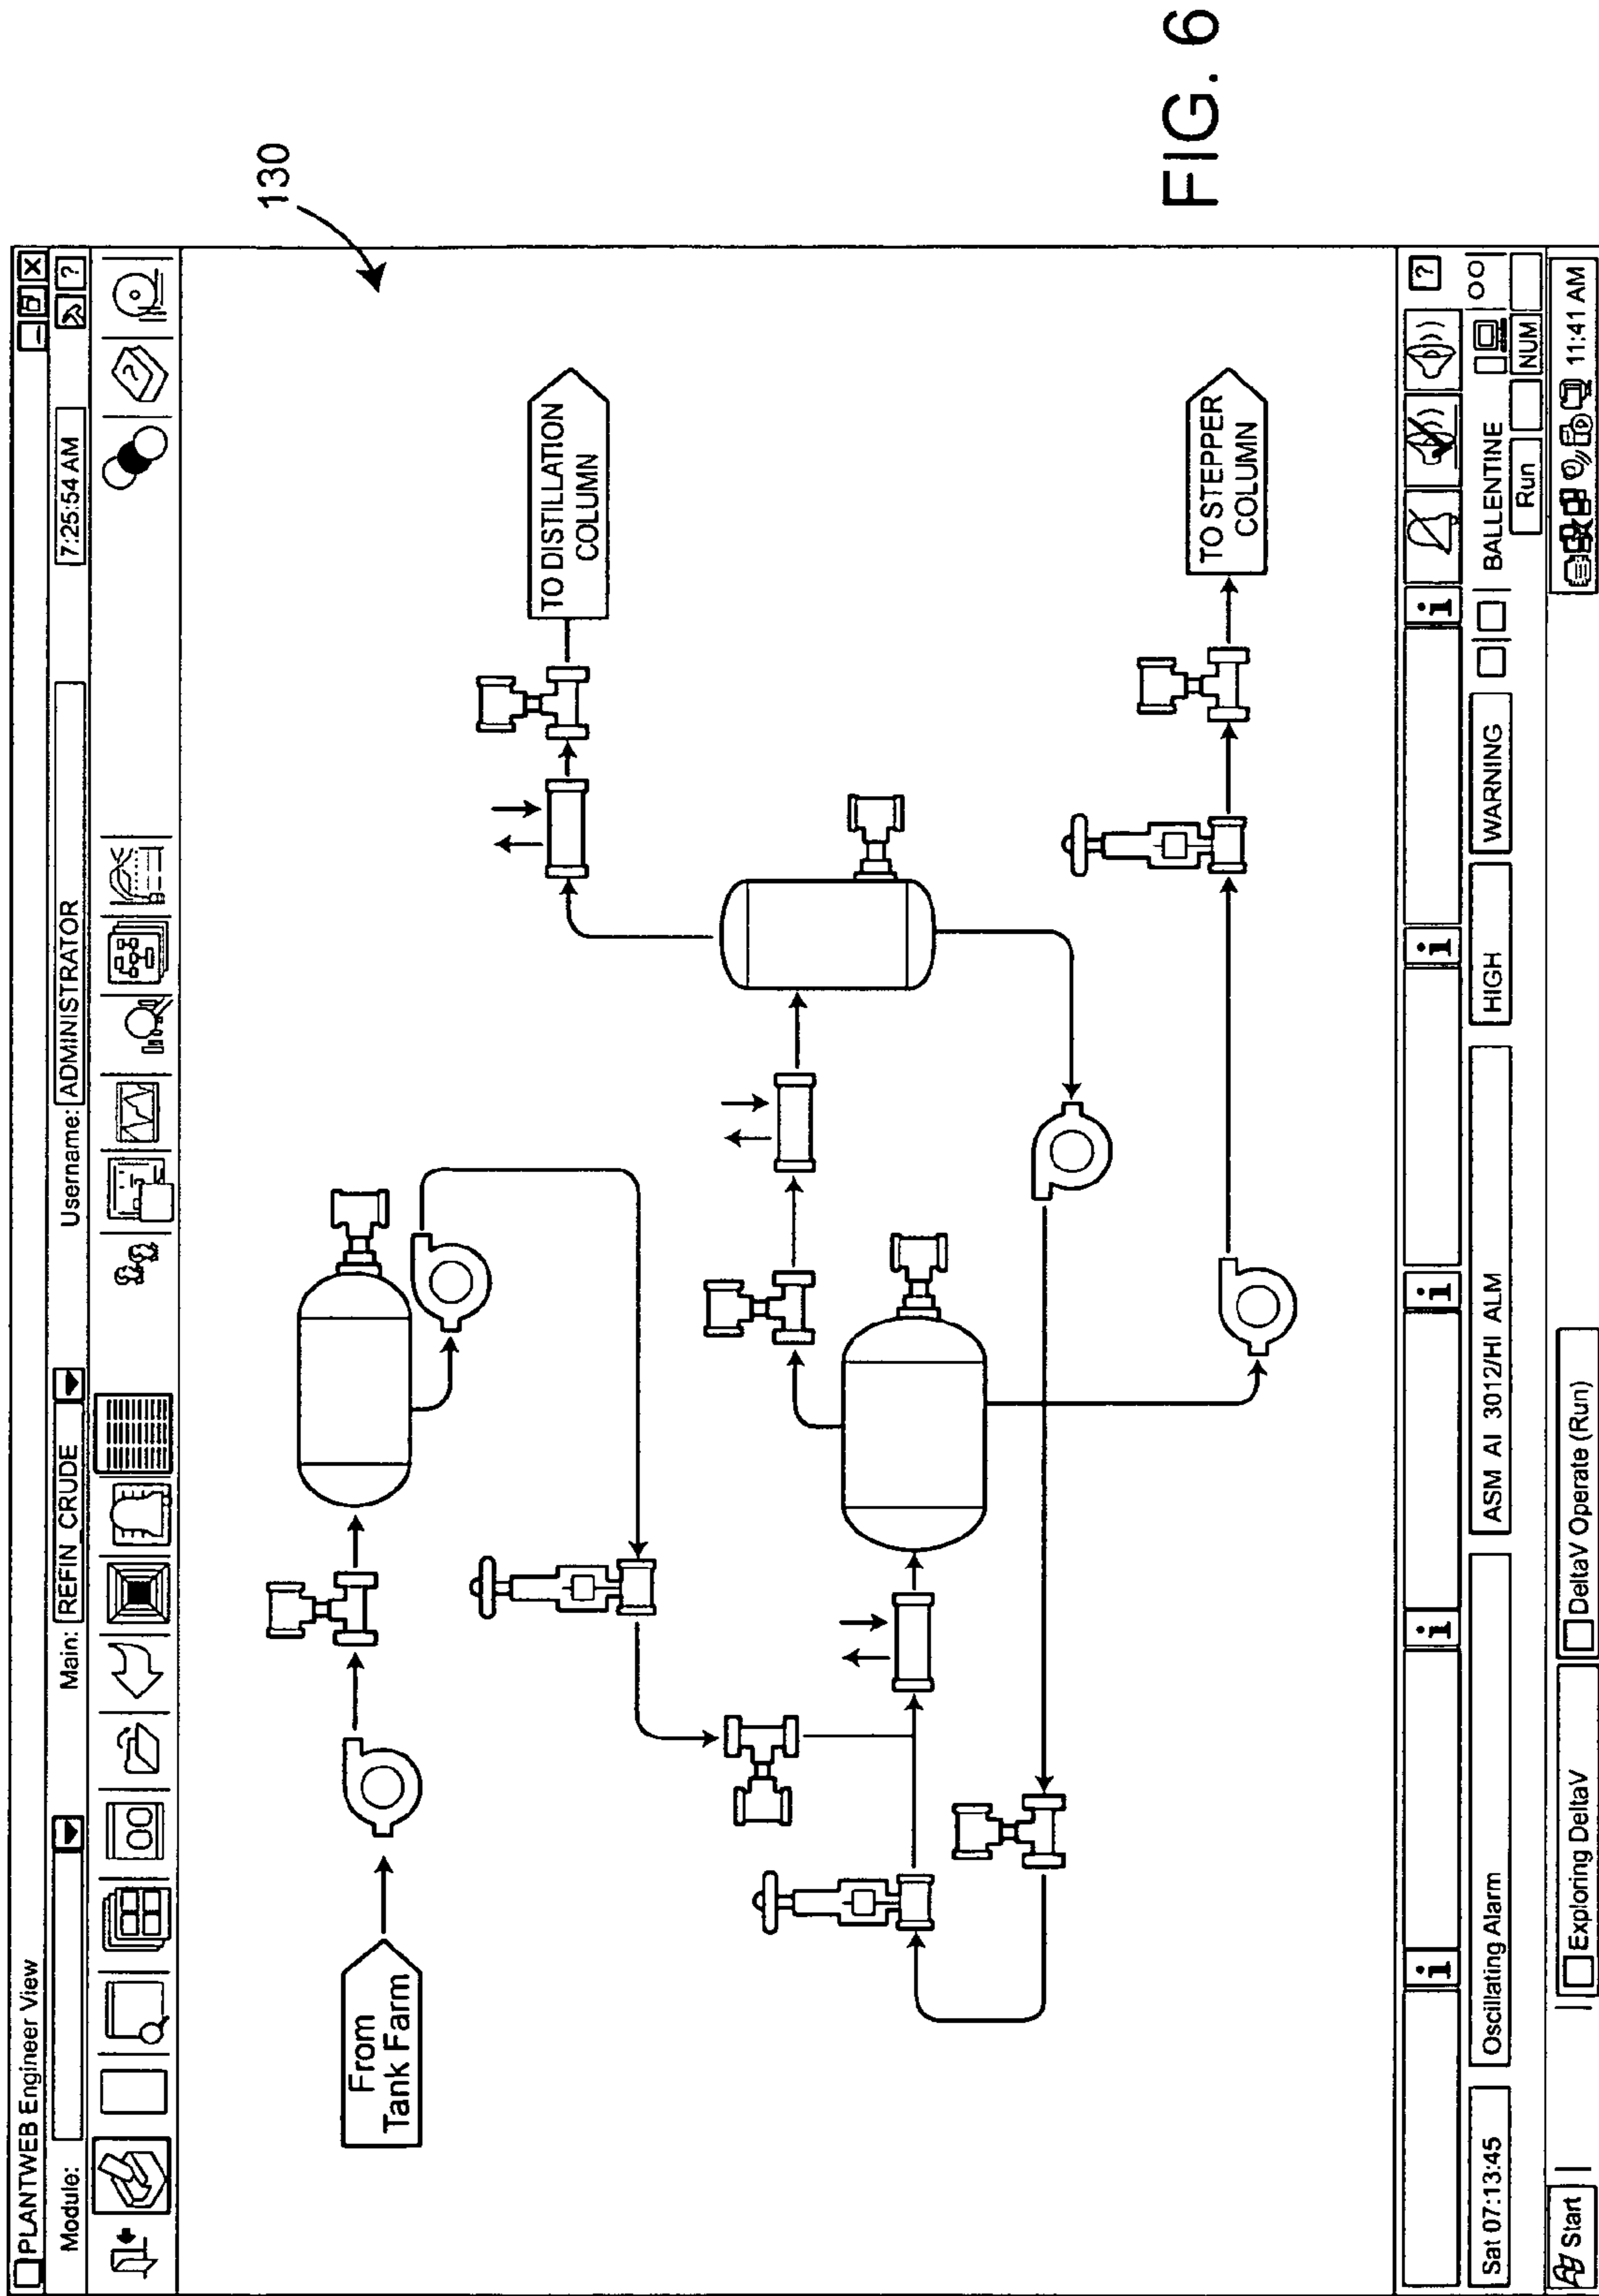 PLANTWEB Engineer View
Module:
Main: REFIN_CRUDE
Username: ADMINISTRATOR
7:25:54 AM
?
?
130
From
Tank Farm
TO DISTILLATION
COLUMN
TO STEPPER
COLUMN
i
i
i
i
i
?
Sat 07:13:45
Oscillating Alarm
ASM AI 3012/HI ALM
HIGH
WARNING
BALLENTINE
Run
NUM
Start
Exploring DeltaV
DeltaV Operate (Run)
11:41 AM
FIG. 6